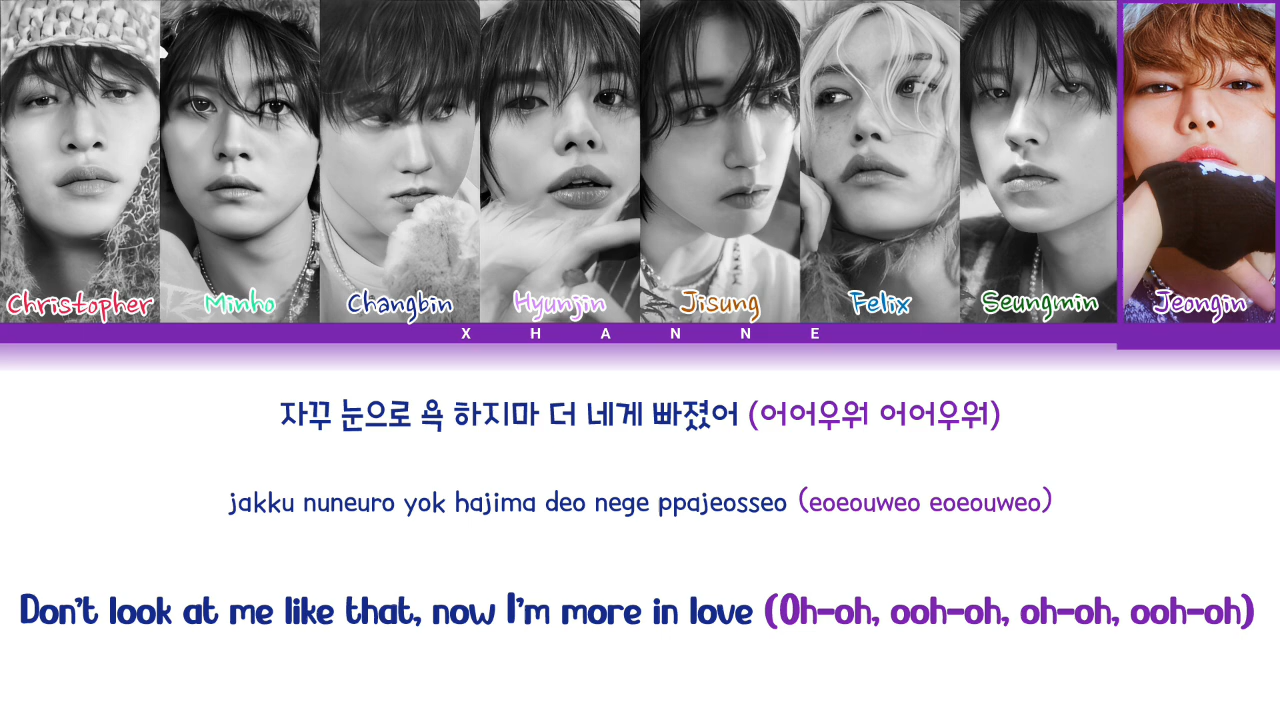 Christopher Minho Changbin Hyunjin Jisung Felix Seungmin Jeongin
X H A N N E
자꾸 눈으로 욕 하지마 더 네게 빠졌어 (어어우워 어어우워)
jakku nuneuro yok hajima deo nege ppajeosseo (eoeouweo eoeouweo)
Don't look at me like that, now I'm more in love (Oh-oh, ooh-oh, oh-oh, ooh-oh)